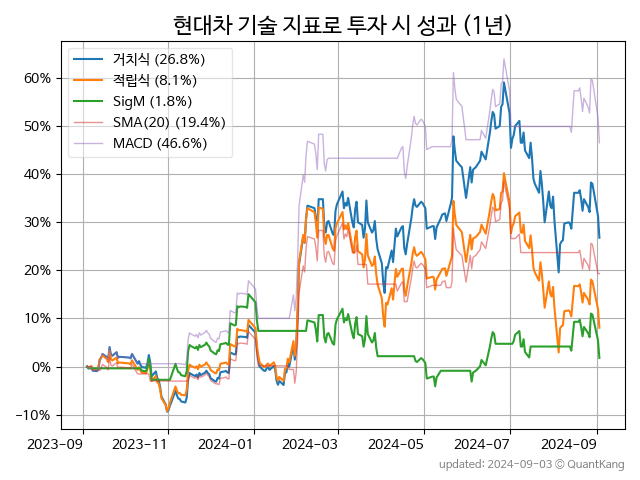 현대차 기술 지표로 투자 시 성과 (1년)
거치식 (26.8%)
적립식 (8.1%)
SigM (1.8%)
SMA(20) (19.4%)
MACD (46.6%)
60%
50%
40%
30%
20%
10%
0%
−10%
2023-09 2023-11 2024-01 2024-03 2024-05 2024-07 2024-09
updated: 2024-09-03 ⓒ QuantKang